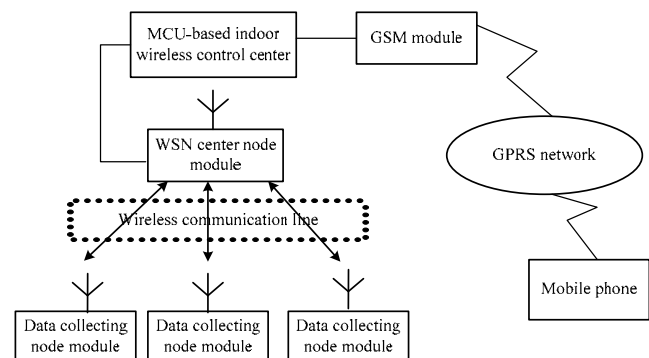 MCU-based indoor
wireless control center
GSM module
WSN center node
module
GPRS network
Wireless communication line
Mobile phone
Data collecting
node module
Data collecting
node module
Data collecting
node module